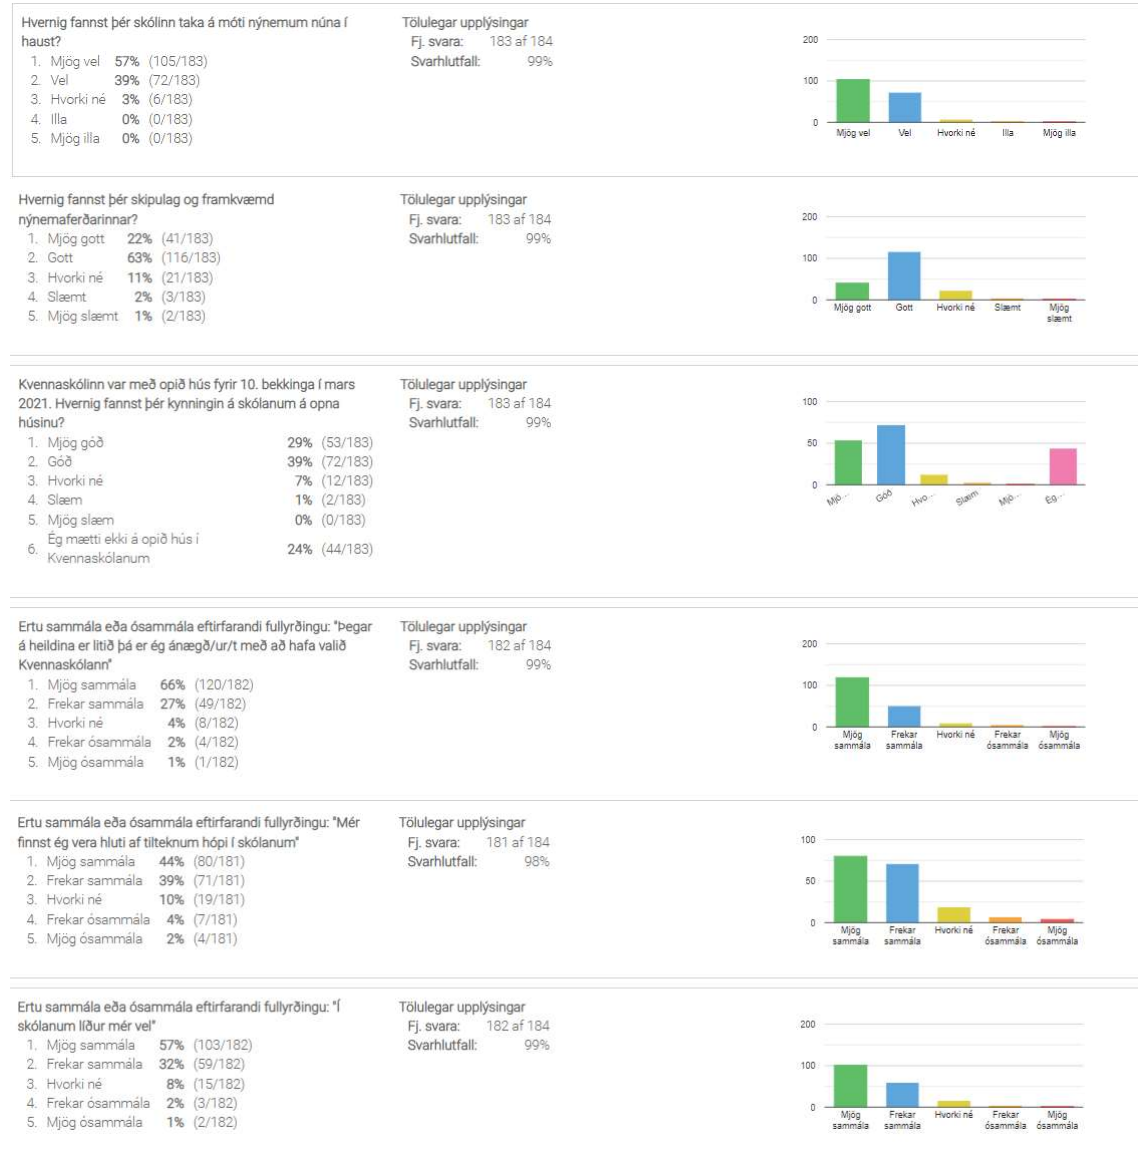 Hvernig fannst þér skólinn taka á móti nýnemum núna í
haust?
1. Mjög vel 57% (105/183)
2. Vel 39% (72/183)
3. Hvorki né 3% (6/183)
4. Illa 0% (0/183)
5. Mjög illa 0% (0/183)
Tölulegar upplýsingar
Fj. svara: 183 af 184
Svarhlutfall: 99%
200
100
0
Mjög vel Vel Hvorki né Illa Mjög illa
Hvernig fannst þér skipulag og framkvæmd
nýnemaferðarinnar?
1. Mjög gott 22% (41/183)
2. Gott 63% (116/183)
3. Hvorki né 11% (21/183)
4. Slæmt 2% (3/183)
5. Mjög slæmt 1% (2/183)
Tölulegar upplýsingar
Fj. svara: 183 af 184
Svarhlutfall: 99%
200
100
0
Mjög gott Gott Hvorki né Slæmt Mjög
slæmt
Kvennaskólinn var með opið hús fyrir 10. bekkinga í mars
2021. Hvernig fannst þér kynningin á skólanum á opna
húsinu?
1. Mjög góð 29% (53/183)
2. Góð 39% (72/183)
3. Hvorki né 7% (12/183)
4. Slæm 1% (2/183)
5. Mjög slæm 0% (0/183)
6. Ég mætti ekki á opið hús í
Kvennaskólanum 24% (44/183)
Tölulegar upplýsingar
Fj. svara: 183 af 184
Svarhlutfall: 99%
100
50
0
Mjö... Góð Hvo... Slæm Mjö... Ég...
Ertu sammála eða ósammála eftirfarandi fullyrðingu: "Þegar
á heildina er litið þá er ég ánægð/ur/t með að hafa valið
Kvennaskólann"
1. Mjög sammála 66% (120/182)
2. Frekar sammála 27% (49/182)
3. Hvorki né 4% (8/182)
4. Frekar ósammála 2% (4/182)
5. Mjög ósammála 1% (1/182)
Tölulegar upplýsingar
Fj. svara: 182 af 184
Svarhlutfall: 99%
200
100
0
Mjög Frekar Hvorki né Frekar Mjög
sammála sammála ósammála ósammála
Ertu sammála eða ósammála eftirfarandi fullyrðingu: "Mér
finnst ég vera hluti af tilteknum hópi í skólanum"
1. Mjög sammála 44% (80/181)
2. Frekar sammála 39% (71/181)
3. Hvorki né 10% (19/181)
4. Frekar ósammála 4% (7/181)
5. Mjög ósammála 2% (4/181)
Tölulegar upplýsingar
Fj. svara: 181 af 184
Svarhlutfall: 98%
100
50
0
Mjög Frekar Hvorki né Frekar Mjög
sammála sammála ósammála ósammála
Ertu sammála eða ósammála eftirfarandi fullyrðingu: "Í
skólanum líður mér vel"
1. Mjög sammála 57% (103/182)
2. Frekar sammála 32% (59/182)
3. Hvorki né 8% (15/182)
4. Frekar ósammála 2% (3/182)
5. Mjög ósammála 1% (2/182)
Tölulegar upplýsingar
Fj. svara: 182 af 184
Svarhlutfall: 99%
200
100
0
Mjög Frekar Hvorki né Frekar Mjög
sammála sammála ósammála ósammála